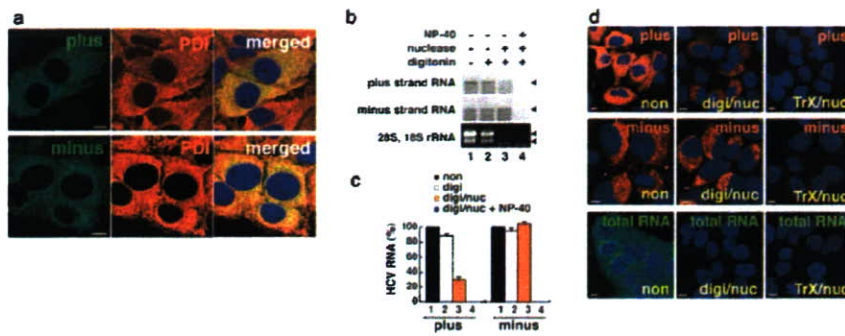 a
plus PDI merged
minus PDI merged
b
NP-40 - - - +
nuclease - - + +
digitonin - + + +
plus strand RNA
minus strand RNA
28S, 18S rRNA
1 2 3 4
c
non
digi
digi/nuc
digi/nuc + NP-40
HCV RNA (%)
100
80
60
40
20
0
1 2 3 4 1 2 3 4
plus minus
d
plus plus plus
non digi/nuc TrX/nuc
minus minus minus
non digi/nuc TrX/nuc
total RNA total RNA total RNA
non digi/nuc TrX/nuc